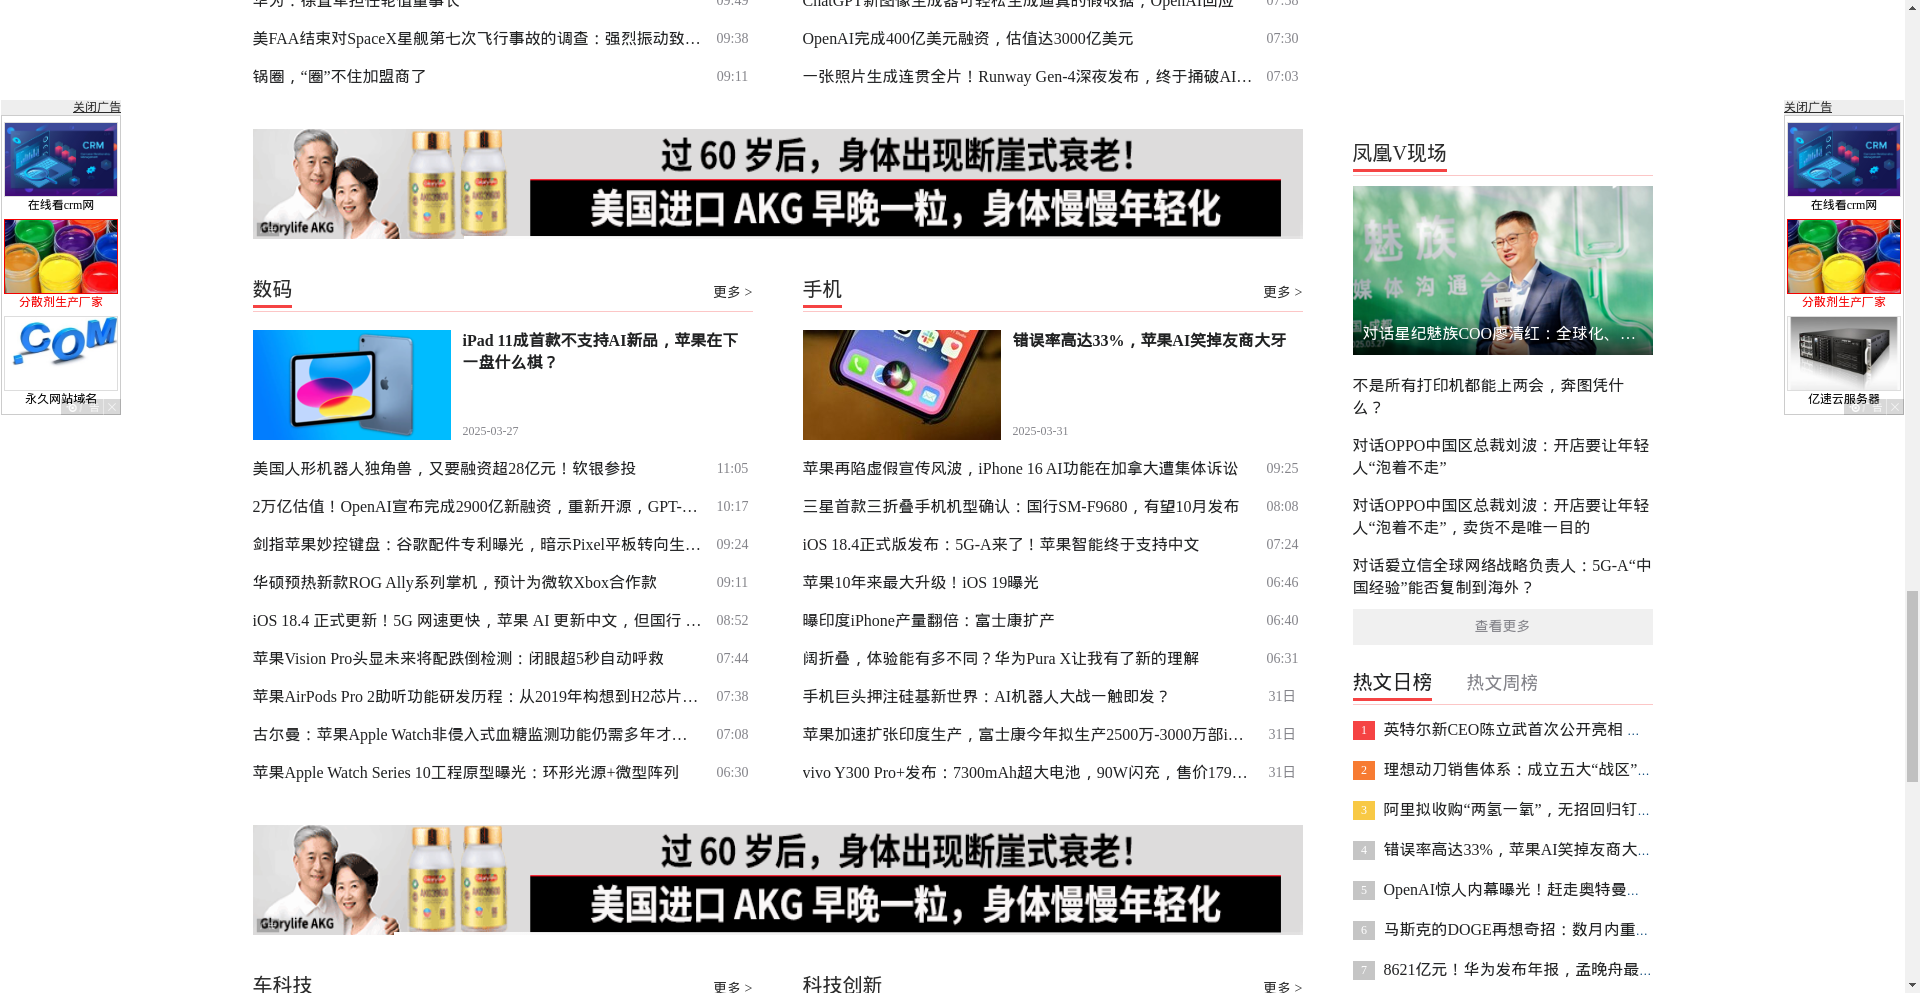 华为：徐直军担任轮值董事长 09:49
美FAA结束对SpaceX星舰第七次飞行事故的调查：强烈振动致… 09:38
锅圈，“圈”不住加盟商了 09:11
ChatGPT新图像生成器可轻松生成逼真的假收据，OpenAI回应 07:38
OpenAI完成400亿美元融资，估值达3000亿美元 07:30
一张照片生成连贯全片！Runway Gen-4深夜发布，终于捅破AI… 07:03
关闭广告
CRM
在线看crm网
分散剂生产厂家
COM
永久网站域名
广告
过 60 岁后，身体出现断崖式衰老！
美国进口 AKG 早晚一粒，身体慢慢年轻化
Glorylife AKG
数码
更多 >
iPad 11成首款不支持AI新品，苹果在下
一盘什么棋？
2025-03-27
美国人形机器人独角兽，又要融资超28亿元！软银参投 11:05
2万亿估值！OpenAI宣布完成2900亿新融资，重新开源，GPT-… 10:17
剑指苹果妙控键盘：谷歌配件专利曝光，暗示Pixel平板转向生… 09:24
华硕预热新款ROG Ally系列掌机，预计为微软Xbox合作款 09:11
iOS 18.4 正式更新！5G 网速更快，苹果 AI 更新中文，但国行 … 08:52
苹果Vision Pro头显未来将配跌倒检测：闭眼超5秒自动呼救 07:44
苹果AirPods Pro 2助听功能研发历程：从2019年构想到H2芯片… 07:38
古尔曼：苹果Apple Watch非侵入式血糖监测功能仍需多年才… 07:08
苹果Apple Watch Series 10工程原型曝光：环形光源+微型阵列 06:30
手机
更多 >
错误率高达33%，苹果AI笑掉友商大牙
2025-03-31
苹果再陷虚假宣传风波，iPhone 16 AI功能在加拿大遭集体诉讼 09:25
三星首款三折叠手机机型确认：国行SM-F9680，有望10月发布 08:08
iOS 18.4正式版发布：5G-A来了！苹果智能终于支持中文 07:24
苹果10年来最大升级！iOS 19曝光 06:46
曝印度iPhone产量翻倍：富士康扩产 06:40
阔折叠，体验能有多不同？华为Pura X让我有了新的理解 06:31
手机巨头押注硅基新世界：AI机器人大战一触即发？ 31日
苹果加速扩张印度生产，富士康今年拟生产2500万-3000万部i… 31日
vivo Y300 Pro+发布：7300mAh超大电池，90W闪充，售价179… 31日
过 60 岁后，身体出现断崖式衰老！
美国进口 AKG 早晚一粒，身体慢慢年轻化
Glorylife AKG
车科技
更多 >
科技创新
更多 >
凤凰V现场
魅族
媒体沟通会
对话星纪魅族COO廖清红：全球化、…
不是所有打印机都能上两会，奔图凭什
么？
对话OPPO中国区总裁刘波：开店要让年轻
人“泡着不走”
对话OPPO中国区总裁刘波：开店要让年轻
人“泡着不走”，卖货不是唯一目的
对话爱立信全球网络战略负责人：5G-A“中
国经验”能否复制到海外？
查看更多
热文日榜 热文周榜
1 英特尔新CEO陈立武首次公开亮相 …
2 理想动刀销售体系：成立五大“战区”…
3 阿里拟收购“两氢一氧”，无招回归钉…
4 错误率高达33%，苹果AI笑掉友商大…
5 OpenAI惊人内幕曝光！赶走奥特曼…
6 马斯克的DOGE再想奇招：数月内重…
7 8621亿元！华为发布年报，孟晚舟最…
关闭广告
CRM
在线看crm网
分散剂生产厂家
亿速云服务器
广告